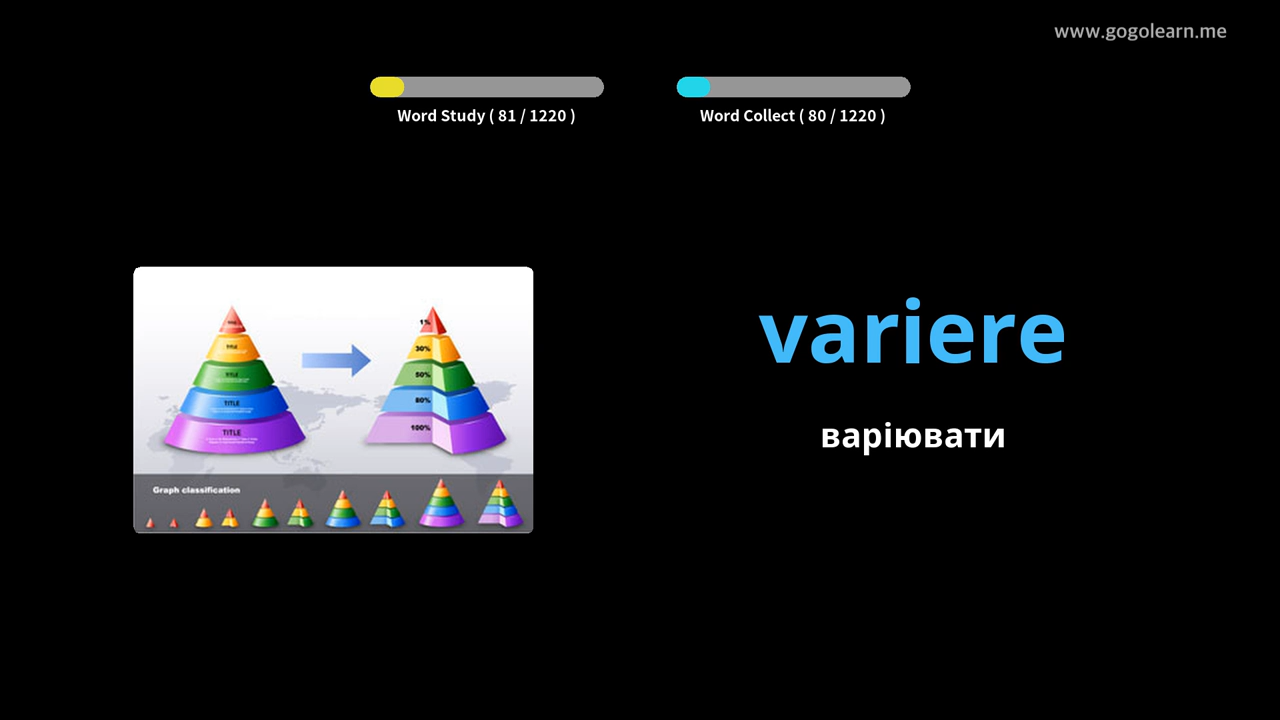 www.gogolearn.me
Word Study ( 81 / 1220 )
Word Collect ( 80 / 1220 )
variere
варіювати
TITLE
TITLE
TITLE
TITLE
1%
30%
50%
80%
100%
Graph classification